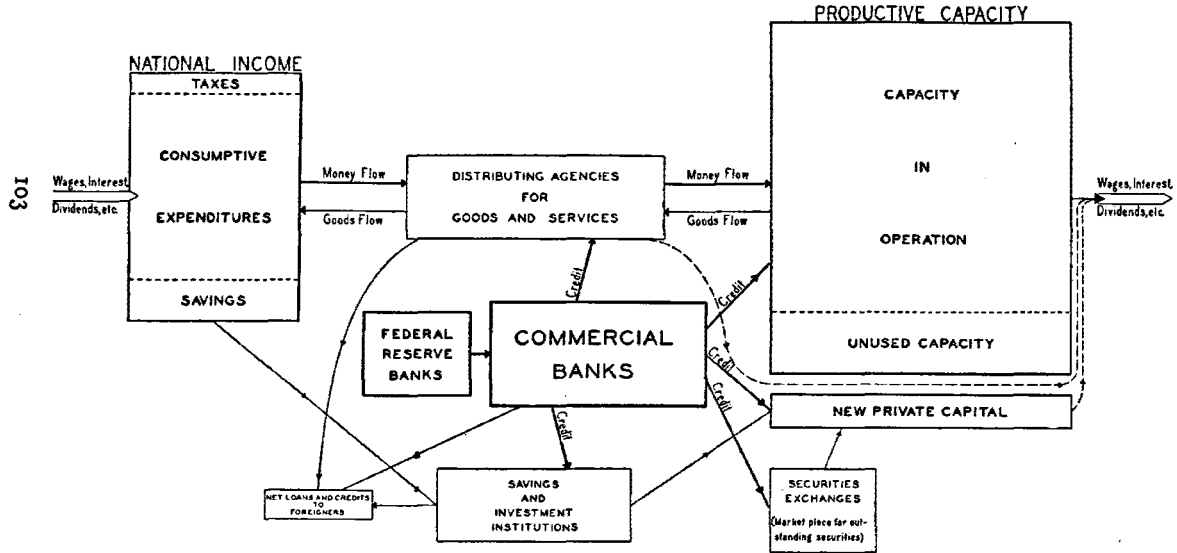 PRODUCTIVE CAPACITY
NATIONAL INCOME
TAXES
CONSUMPTIVE
EXPENDITURES
SAVINGS
Wages, Interest,
Dividends, etc.
103
Money Flow
Goods Flow
DISTRIBUTING AGENCIES
FOR
GOODS AND SERVICES
Money Flow
Goods Flow
CAPACITY
IN
OPERATION
UNUSED CAPACITY
Wages, Interest,
Dividends, etc.
Credit
Credit
FEDERAL
RESERVE
BANKS
COMMERCIAL
BANKS
Credit
Credit
Credit
NEW PRIVATE CAPITAL
NET LOANS AND CREDITS
TO
FOREIGNERS
SAVINGS
AND
INVESTMENT
INSTITUTIONS
SECURITIES
EXCHANGES
(Market place for out-
standing securities)